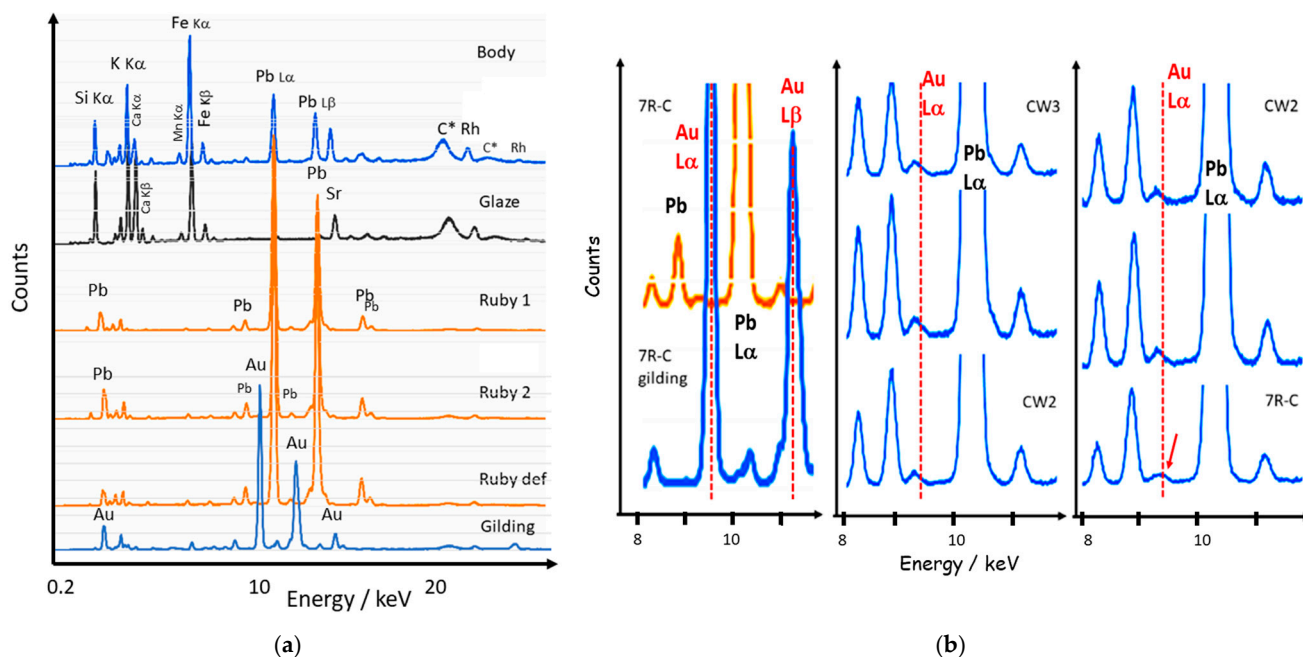 Fe Kα
Body
K Kα
Pb Lα
Si Kα
Ca Kα
Mn Kα
Fe Kβ
Pb Lβ
C* Rh
C* Rh
Pb
Sr
Ca Kβ
Glaze
Counts
Pb
Pb
Pb
Pb
Ruby 1
Au
Pb
Pb
Pb
Ruby 2
Au
Ruby def
Au
Au
Gilding
0.2
10
20
Energy / keV
(a)
7R-C
Au
Lβ
Au
Lα
Pb
Counts
Pb
Lα
7R-C
gilding
8
10
Au
Lα
CW3
Pb
Lα
CW2
8
10
Au
Lα
CW2
Pb
Lα
7R-C
8
10
Energy / keV
(b)